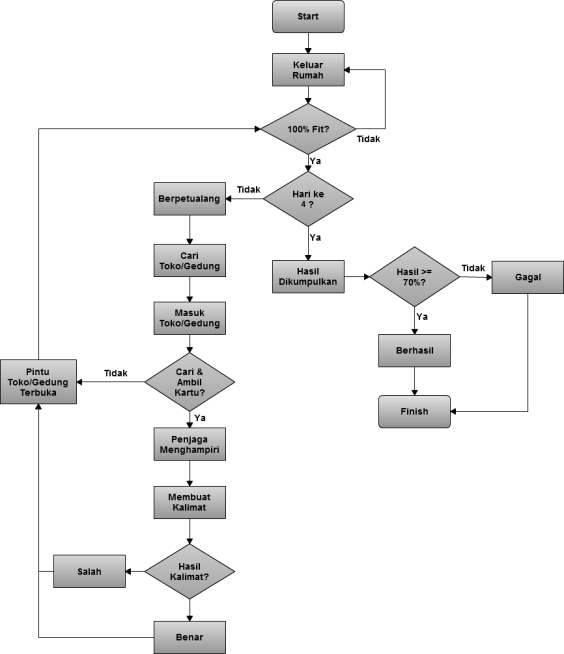 Start
Keluar
Rumah
100% Fit?
Tidak
Ya
Hari ke
4 ?
Tidak
Ya
Berpetualang
Cari
Toko/Gedung
Masuk
Toko/Gedung
Cari &
Ambil
Kartu?
Tidak
Ya
Pintu
Toko/Gedung
Terbuka
Penjaga
Menghampiri
Membuat
Kalimat
Hasil
Kalimat?
Salah
Benar
Hasil
Dikumpulkan
Hasil >=
70%?
Tidak
Ya
Gagal
Berhasil
Finish